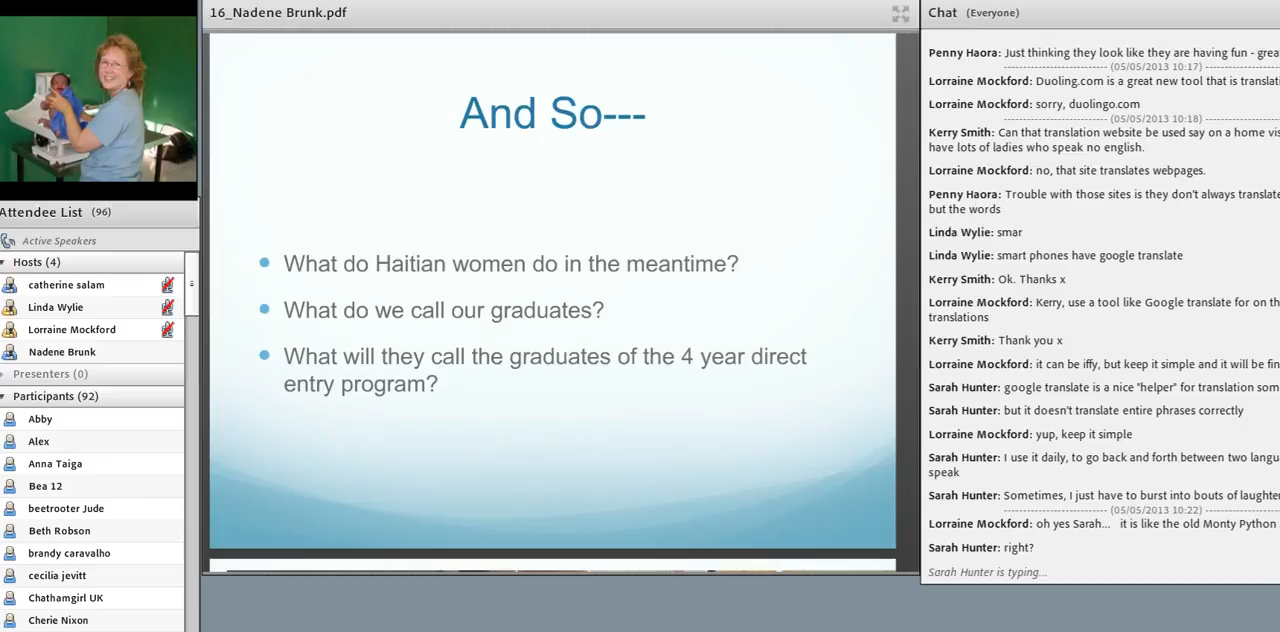 16_Nadene Brunk.pdf
And So---
What do Haitian women do in the meantime?
What do we call our graduates?
What will they call the graduates of the 4 year direct
entry program?
Attendee List (96)
Active Speakers
Hosts (4)
catherine salam
Linda Wylie
Lorraine Mockford
Nadene Brunk
Presenters (0)
Participants (92)
Abby
Alex
Anna Taiga
Bea 12
beetrooter Jude
Beth Robson
brandy caravalho
cecilia jevitt
Chathamgirl UK
Cherie Nixon
Chat (Everyone)
Penny Haora: Just thinking they look like they are having fun - grea
(05/05/2013 10:17)
Lorraine Mockford: Duoling.com is a great new tool that is translati
Lorraine Mockford: sorry, duolingo.com
(05/05/2013 10:18)
Kerry Smith: Can that translation website be used say on a home vis
have lots of ladies who speak no english.
Lorraine Mockford: no, that site translates webpages.
Penny Haora: Trouble with those sites is they don't always translate
but the words
Linda Wylie: smar
Linda Wylie: smart phones have google translate
Kerry Smith: Ok. Thanks x
Lorraine Mockford: Kerry, use a tool like Google translate for on th
translations
Kerry Smith: Thank you x
Lorraine Mockford: it can be iffy, but keep it simple and it will be fin
Sarah Hunter: google translate is a nice "helper" for translation som
Sarah Hunter: but it doesn't translate entire phrases correctly
Lorraine Mockford: yup, keep it simple
Sarah Hunter: I use it daily, to go back and forth between two langu
speak
Sarah Hunter: Sometimes, I just have to burst into bouts of laughter
(05/05/2013 10:22)
Lorraine Mockford: oh yes Sarah... it is like the old Monty Python
Sarah Hunter: right?
Sarah Hunter is typing...